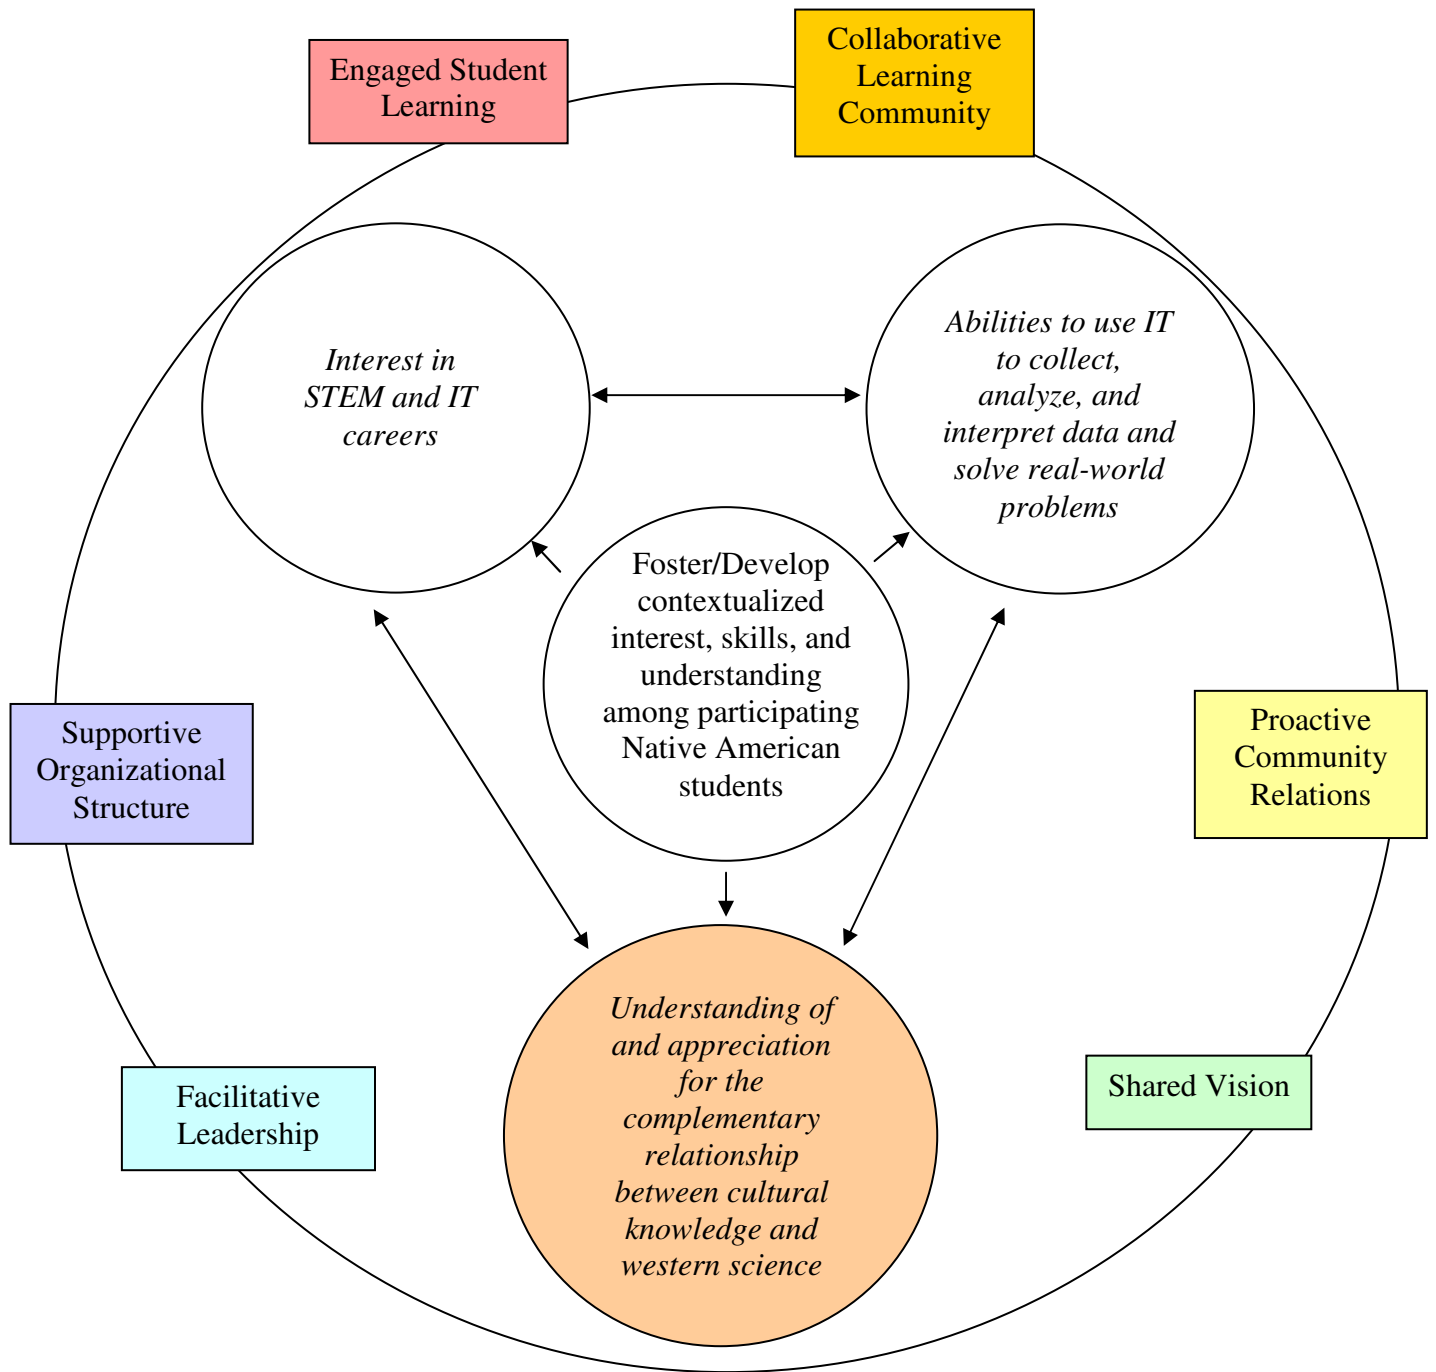 Engaged Student
Learning
Collaborative
Learning
Community
Interest in
STEM and IT
careers
Abilities to use IT
to collect,
analyze, and
interpret data and
solve real-world
problems
Foster/Develop
contextualized
interest, skills, and
understanding
among participating
Native American
students
Supportive
Organizational
Structure
Proactive
Community
Relations
Understanding of
and appreciation
for the
complementary
relationship
between cultural
knowledge and
western science
Facilitative
Leadership
Shared Vision